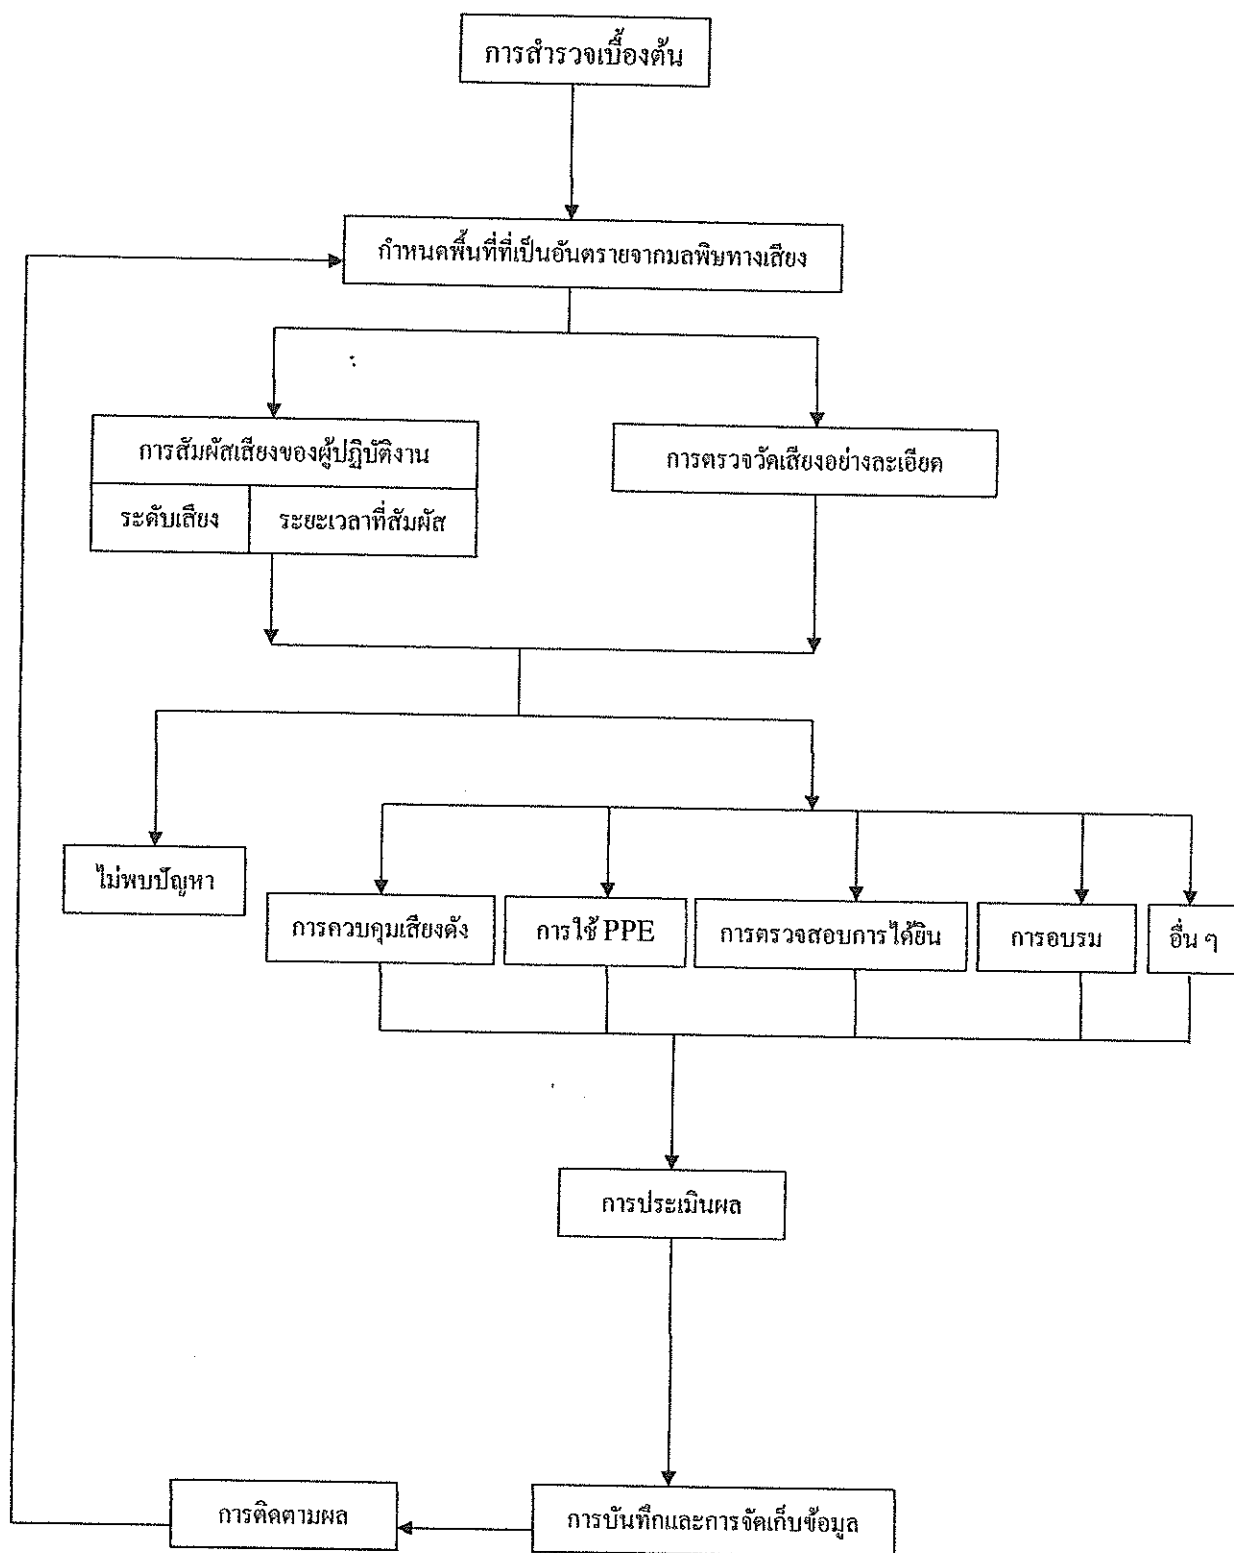 การสำรวจเบื้องต้น
กำหนดพื้นที่ที่เป็นอันตรายจากมลพิษทางเสียง
การสัมผัสเสียงของผู้ปฏิบัติงาน
ระดับเสียง
ระยะเวลาที่สัมผัส
การตรวจวัดเสียงอย่างละเอียด
ไม่พบปัญหา
การควบคุมเสียงดัง
การใช้ PPE
การตรวจสอบการได้ยิน
การอบรม
อื่น ๆ
การประเมินผล
การติดตามผล
การบันทึกและการจัดเก็บข้อมูล